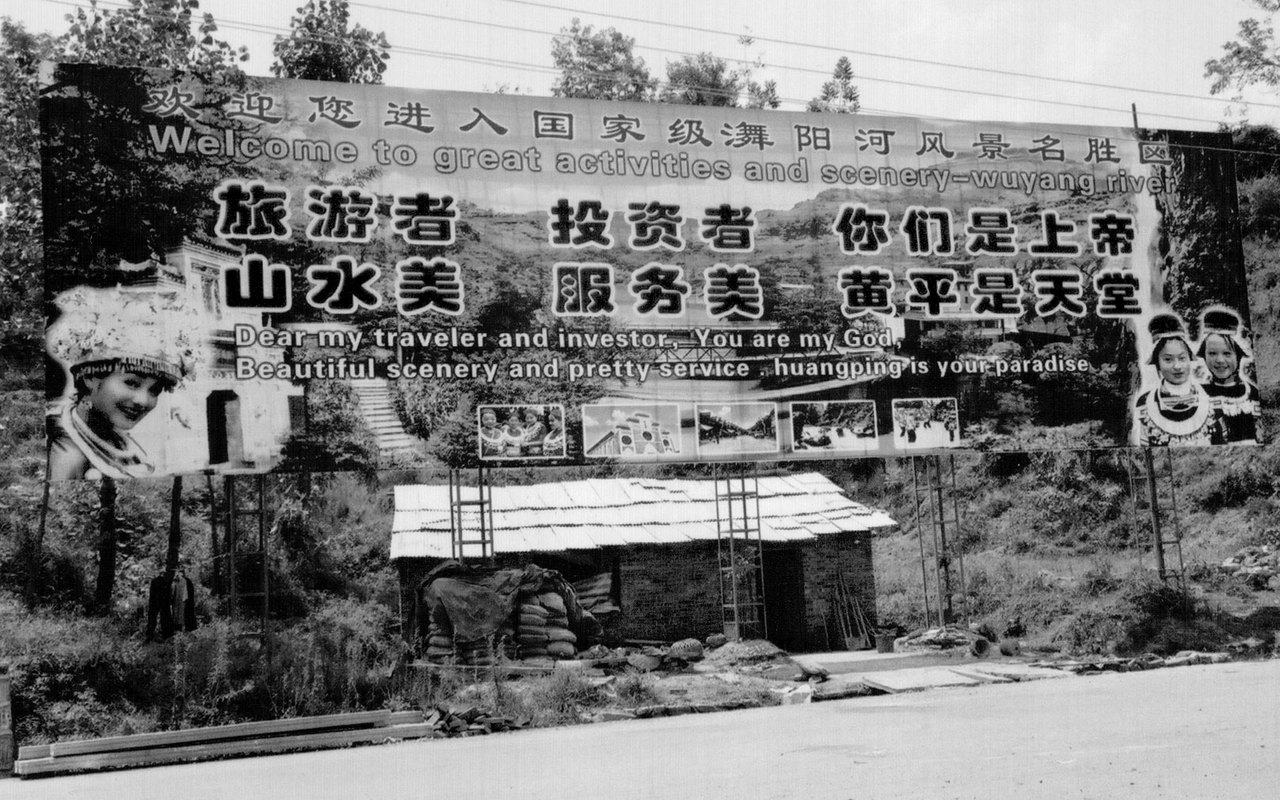 欢迎您进入国家级潕阳河风景名胜区
Welcome to great activities and scenery-wuyang river
旅游者 投资者 你们是上帝
山水美 服务美 黄平是天堂
Dear my traveler and investor, You are my God,
Beautiful scenery and pretty service , huangping is your paradise